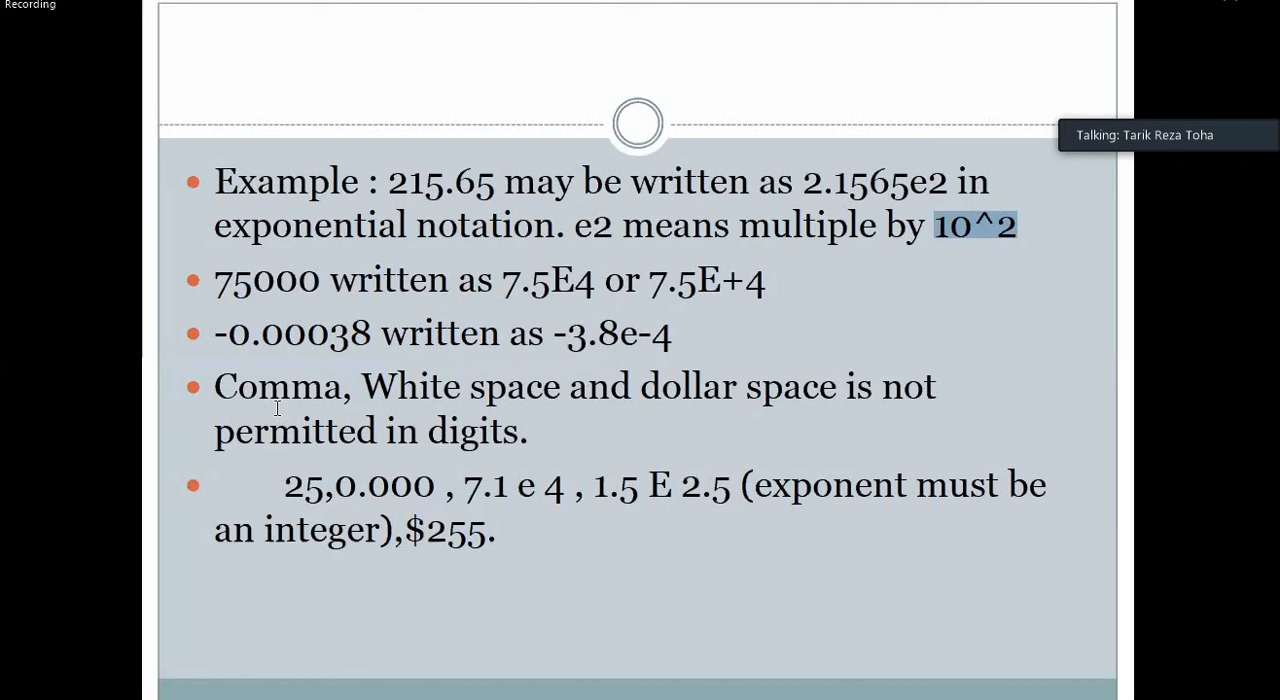 Recording
Talking: Tarik Reza Toha
Example : 215.65 may be written as 2.1565e2 in
exponential notation. e2 means multiple by 10^2
75000 written as 7.5E4 or 7.5E+4
-0.00038 written as -3.8e-4
Comma, White space and dollar space is not
permitted in digits.
25,0.000 , 7.1 e 4 , 1.5 E 2.5 (exponent must be
an integer),$255.